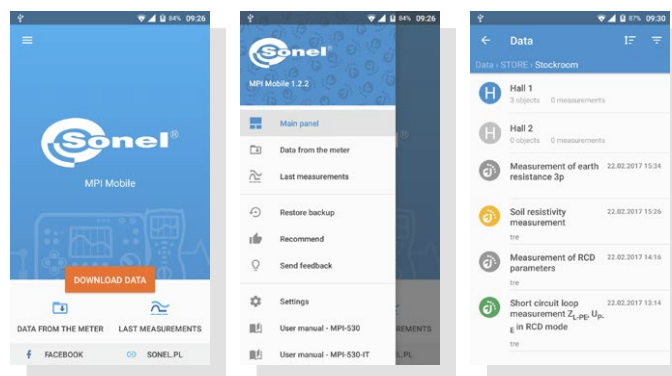 84% 09:26
Sonel®
MPI Mobile
DOWNLOAD DATA
DATA FROM THE METER LAST MEASUREMENTS
FACEBOOK SONEL.PL
84% 09:26
Sonel®
MPI Mobile 1.2.2
Main panel
Data from the meter
Last measurements
Restore backup
Recommend
Send feedback
Settings
User manual - MPI-530
User manual - MPI-530-IT
REMENTS
L.PL
87% 09:30
Data
Data › STORE › Stockroom
H Hall 1
3 objects 0 measurements
H Hall 2
0 objects 0 measurements
Measurement of earth 22.02.2017 15:34
resistance 3p
Soil resistivity 22.02.2017 15:26
measurement
tre
Measurement of RCD 22.02.2017 14:16
parameters
tre
Short circuit loop 22.02.2017 13:14
measurement Z L-PE, U P-
E in RCD mode
tre